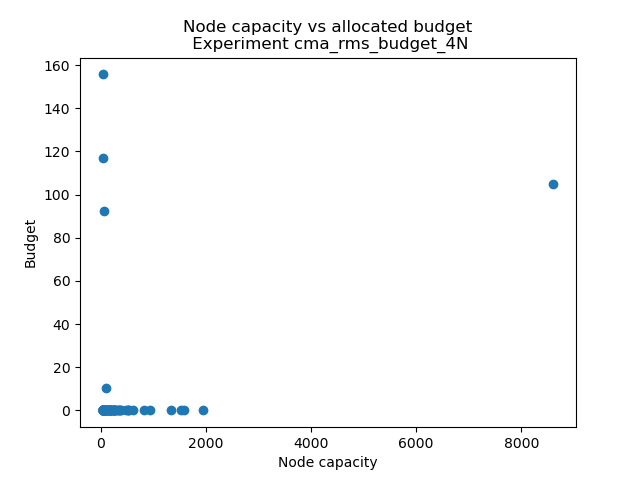 Node capacity vs allocated budget
Experiment cma_rms_budget_4N
160
140
120
100
80
60
40
20
0
Budget
0 2000 4000 6000 8000
Node capacity